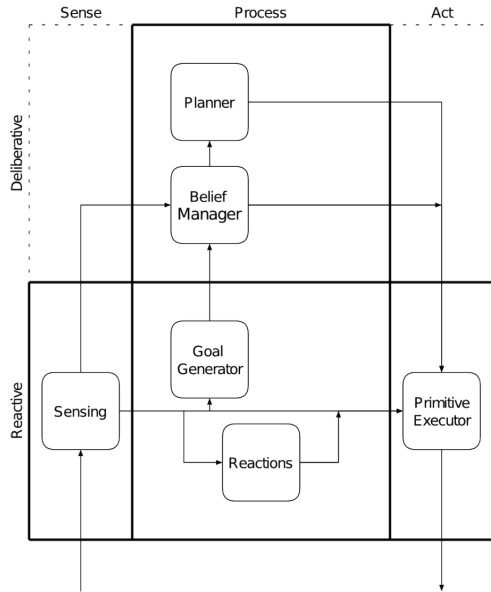 Sense
Process
Act
Deliberative
Planner
Belief
Manager
Reactive
Goal
Generator
Sensing
Primitive
Executor
Reactions